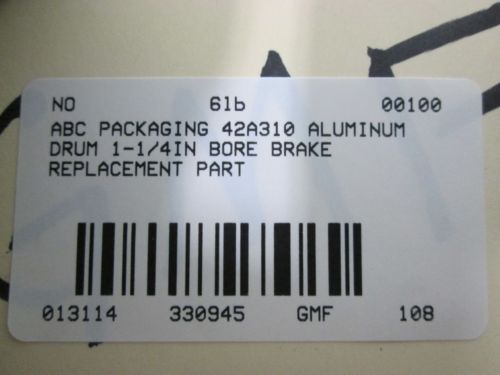 NO 6lb 00100
ABC PACKAGING 42A310 ALUMINUM
DRUM 1-1/4IN BORE BRAKE
REPLACEMENT PART
013114 330945 GMF 108